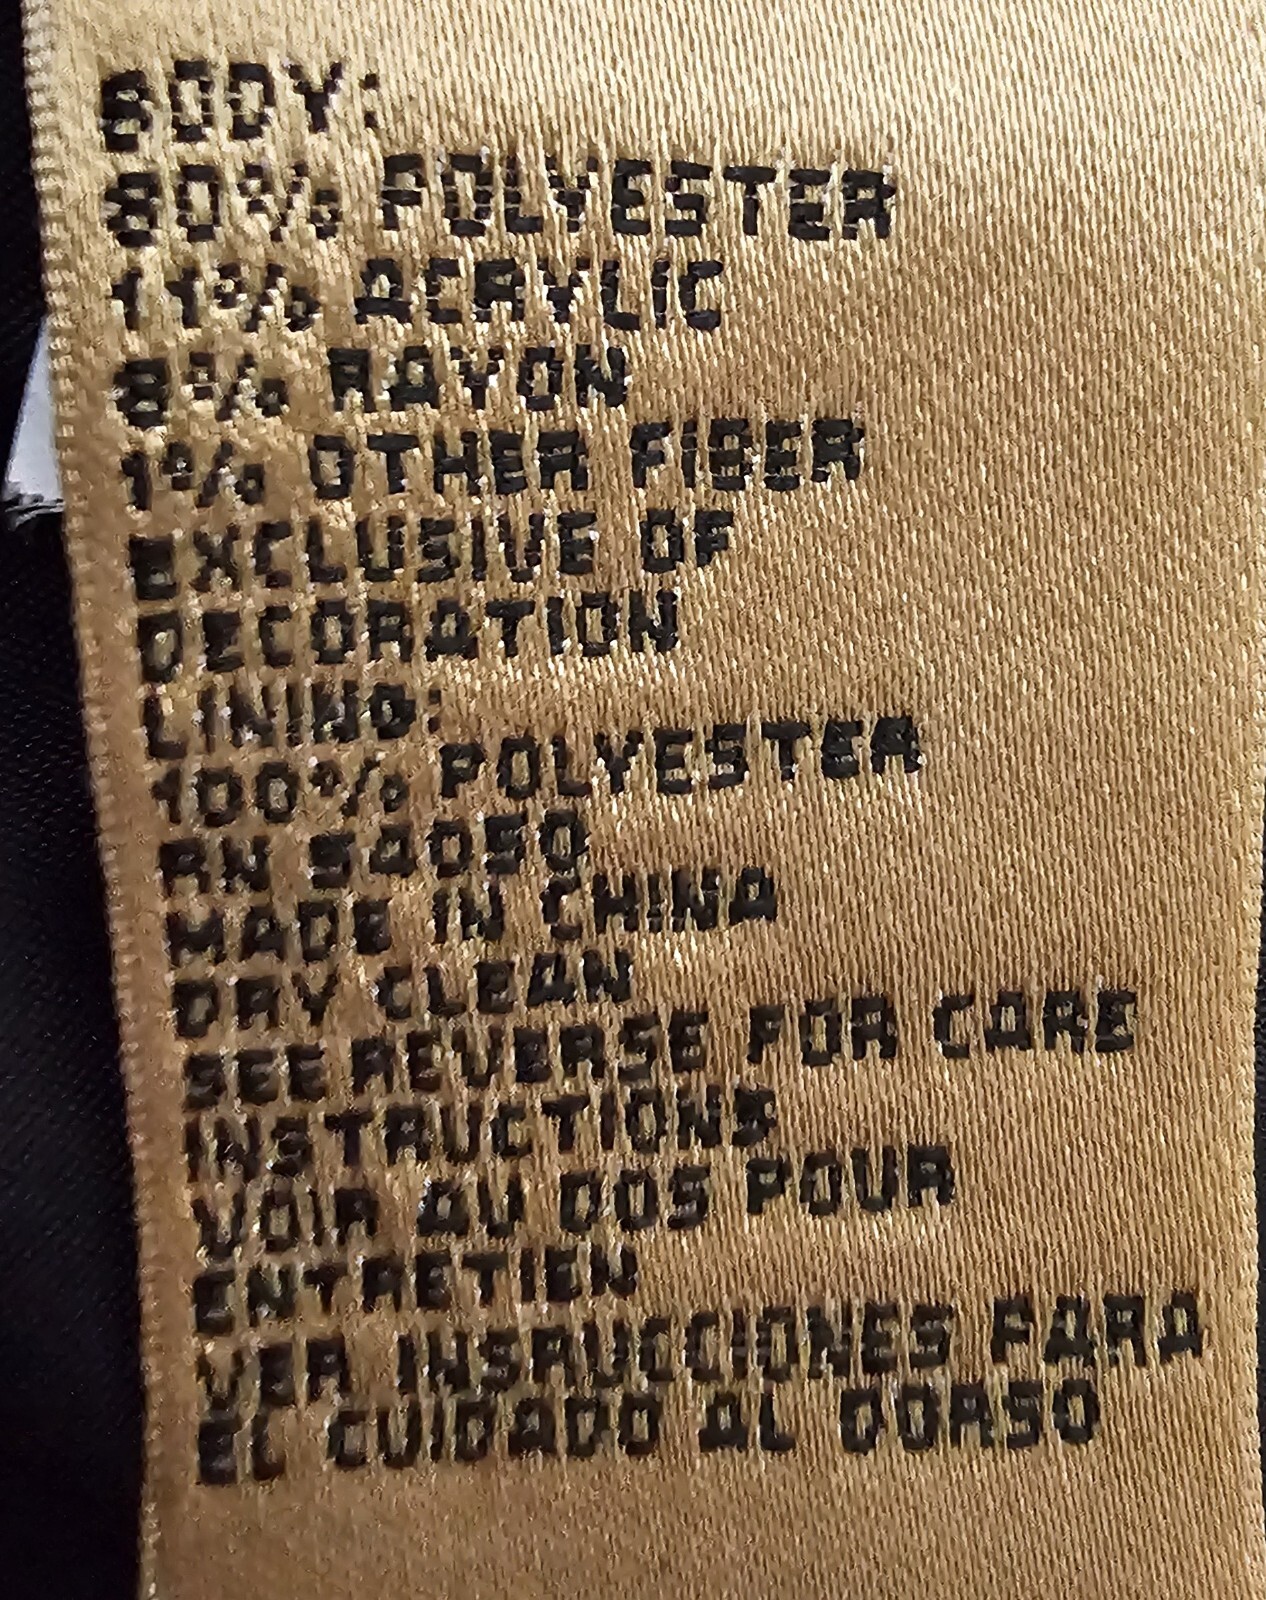 BODY:
80% POLYESTER
11% ACRYLIC
8% RAYON
1% OTHER FIBER
EXCLUSIVE OF
DECORATION
LINING:
100% POLYESTER
RN 54050
MADE IN CHINA
DRY CLEAN
SEE REVERSE FOR CARE
INSTRUCTIONS
VOIR AU DOS POUR
ENTRETIEN
VER INSRUCCIONES PARA
EL CUIDADO AL DORSO